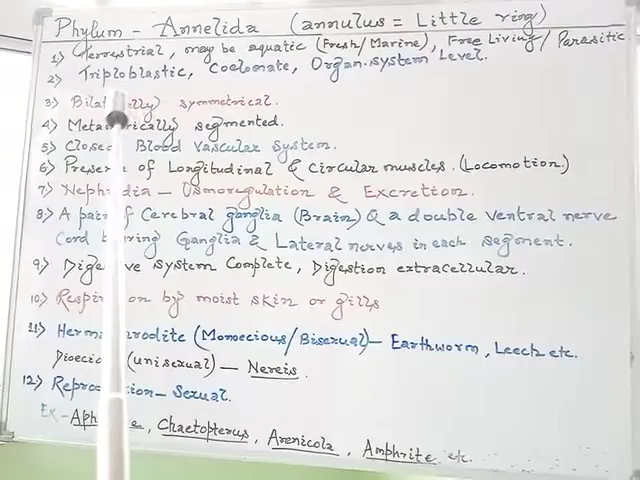 Phylum - Annelida (annulus = Little ring)
1) Terrestrial, may be aquatic (Fresh/Marine), Free Living/Parasitic
2) Triploblastic, Coelomate, Organ.system Level.
3) symmetrical.
4) segmented.
5) Closed Blood Vascular System.
6) Presence of Longitudinal & circular muscles. (Locomotion)
7) Nephridia - Osmoregulation & Excretion.
8) A pair of Cerebral ganglia (Brain) & a double ventral nerve
Cord Ganglia & Lateral nerves in each segment.
9) system Complete, Digestion extracellular.
10) by moist skin or gills
11) (Monoecious/Bisexual) - Earthworm, Leech etc.
(unisexual) - Nereis.
12) - Sexual.
Ex - Chaetopterus, Arenicola, Amphrite etc.